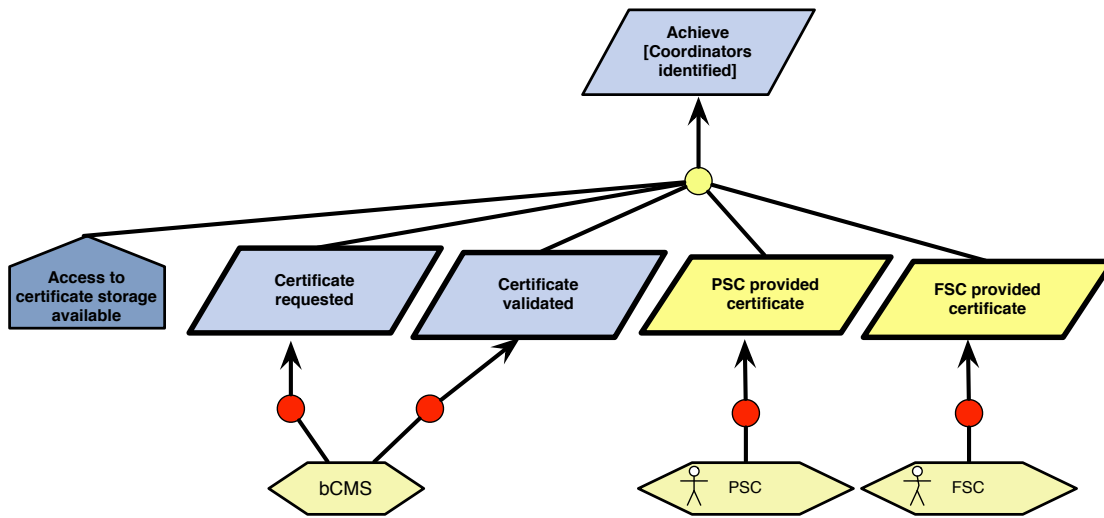 Achieve
[Coordinators
identified]
Access to
certificate storage
available
Certificate
requested
Certificate
validated
PSC provided
certificate
FSC provided
certificate
bCMS
PSC
FSC